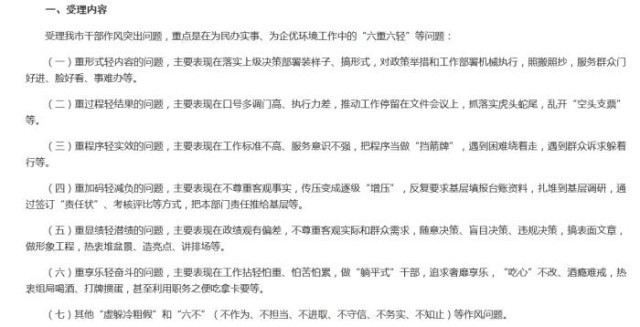 一、受理内容
受理我市干部作风突出问题，重点是在为民办实事、为企优环境工作中的“六重六轻”等问题：
（一）重形式轻内容的问题，主要表现在落实上级决策部署装样子、搞形式，对政策举措和工作部署机械执行，照搬照抄，服务群众门
好进、脸好看、事难办等。
（二）重过程轻结果的问题，主要表现在口号多调门高、执行力差，推动工作停留在文件会议上，抓落实虎头蛇尾，乱开“空头支票”
等。
（三）重程序轻实效的问题，主要表现在工作标准不高、服务意识不强，把程序当做“挡箭牌”，遇到困难绕着走，遇到群众诉求躲着
行等。
（四）重加码轻减负的问题，主要表现在不尊重客观事实，传压变成逐级“增压”，反复要求基层填报台账资料，扎堆到基层调研，通
过签订“责任状”、考核评比等方式，把本部门责任推给基层等。
（五）重显绩轻潜绩的问题，主要表现在政绩观有偏差，不尊重客观实际和群众需求，随意决策、盲目决策、违规决策，搞表面文章，
做形象工程，热衷堆盆景、造亮点、讲排场等。
（六）重享乐轻奋斗的问题，主要表现在工作拈轻怕重、怕苦怕累，做“躺平式”干部，追求奢靡享乐，“吃心”不改、酒瘾难戒，热
衷组局喝酒、打牌掼蛋，甚至利用职务之便吃拿卡要等。
（七）其他“虚躲冷粗假”和“六不”（不作为、不担当、不进取、不守信、不务实、不知止）等作风问题。